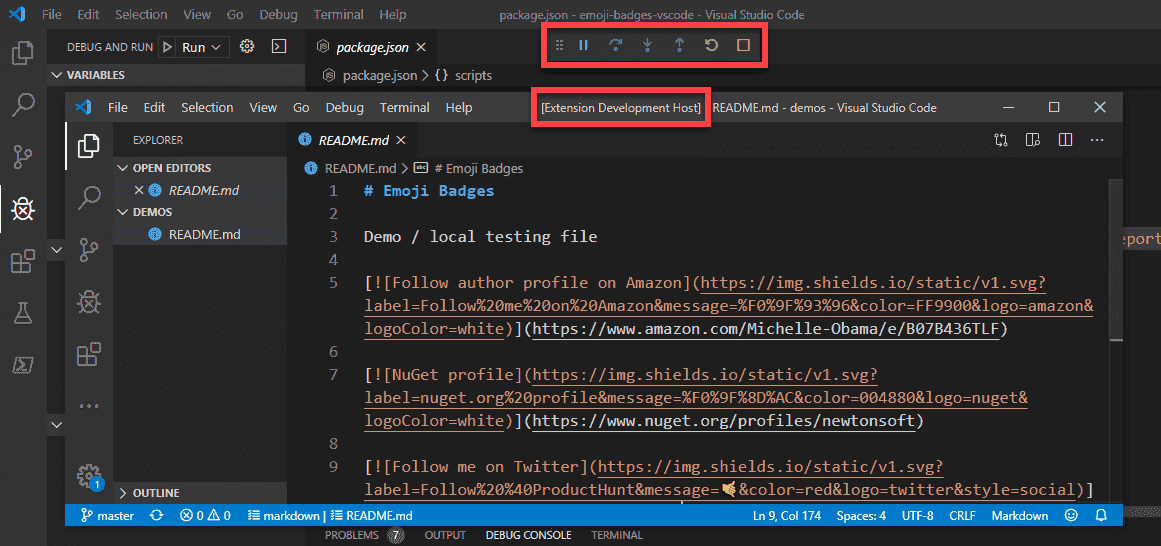 File Edit Selection View Go Debug Terminal Help package.json - emoji-badges-vscode - Visual Studio Code
DEBUG AND RUN Run package.json
VARIABLES package.json > {} scripts
File Edit Selection View Go Debug Terminal Help [Extension Development Host] README.md - demos - Visual Studio Code
EXPLORER README.md
OPEN EDITORS README.md > # Emoji Badges
README.md
DEMOS
README.md
1 # Emoji Badges
2
3 Demo / local testing file
4
5 [![Follow author profile on Amazon](https://img.shields.io/static/v1.svg?
label=Follow%20me%20on%20Amazon&message=%F0%9F%93%96&color=FF9900&logo=amazon&
logoColor=white)](https://www.amazon.com/Michelle-Obama/e/B07B436TLF)
6
7 [![NuGet profile](https://img.shields.io/static/v1.svg?
label=nuget.org%20profile&message=%F0%9F%8D%AC&color=004880&logo=nuget&
logoColor=white)](https://www.nuget.org/profiles/newtonsoft)
8
9 [![Follow me on Twitter](https://img.shields.io/static/v1.svg?
label=Follow%20%40ProductHunt&message=🤙&color=red&logo=twitter&style=social)]
eport
1
OUTLINE
master 0 0 markdown | README.md Ln 9, Col 174 Spaces: 4 UTF-8 CRLF Markdown
PROBLEMS 7 OUTPUT DEBUG CONSOLE TERMINAL